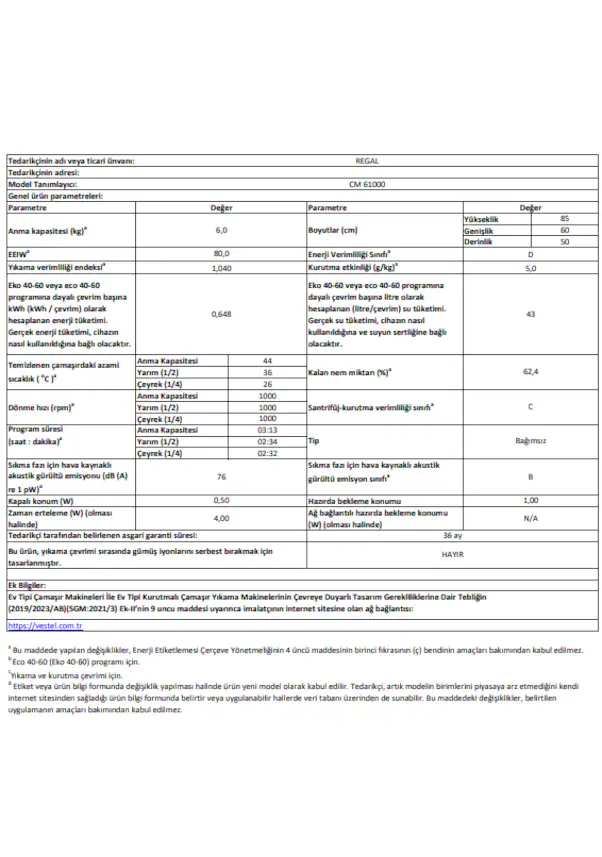 Tedarikçinin adı veya ticari ünvanı: REGAL
Tedarikçinin adresi:
Model Tanımlayıcı: CM 61000
Genel ürün parametreleri:
Parametre Değer Parametre Değer
Anma kapasitesi (kg)ᵃ 6,0 Boyutlar (cm) Yükseklik 85
Genişlik 60
Derinlik 50
EEIWᵃ 80,0 Enerji Verimliliği Sınıfıᵃ D
Yıkama verimliliği endeksiᵃ 1,040 Kurutma etkinliği (g/kg)ᵃ 5,0
Eko 40-60 veya eco 40-60
programına dayalı çevrim başına
kWh (kWh / çevrim) olarak
hesaplanan enerji tüketimi.
Gerçek enerji tüketimi, cihazın
nasıl kullanıldığına bağlı olacaktır.
0,648
Eko 40-60 veya eco 40-60 programına
dayalı çevrim başına litre olarak
hesaplanan (litre/çevrim) su tüketimi.
Gerçek su tüketimi, cihazın nasıl
kullanıldığına ve suyun sertliğine bağlı
olacaktır.
43
Temizlenen çamaşırdaki azami
sıcaklık ( °C )ᵃ
Anma Kapasitesi 44
Yarım (1/2) 36
Çeyrek (1/4) 26
Kalan nem miktarı (%)ᵃ 62,4
Dönme hızı (rpm)ᵃ
Anma Kapasitesi 1000
Yarım (1/2) 1000
Çeyrek (1/4) 1000
Santrifüj-kurutma verimliliği sınıfıᵃ C
Program süresi
(saat : dakika)ᵃ
Anma Kapasitesi 03:13
Yarım (1/2) 02:34
Çeyrek (1/4) 02:32
Tip Bağımsız
Sıkma fazı için hava kaynaklı
akustik gürültü emisyonu (dB (A)
re 1 pW)ᵃ
76
Sıkma fazı için hava kaynaklı akustik
gürültü emisyon sınıfıᵃ
B
Kapalı konum (W) 0,50 Hazırda bekleme konumu 1,00
Zaman erteleme (W) (olması
halinde)
4,00
Ağ bağlantılı hazırda bekleme konumu
(W) (olması halinde)
N/A
Tedarikçi tarafından belirlenen asgari garanti süresi: 36 ay
Bu ürün, yıkama çevrimi sırasında gümüş iyonlarını serbest bırakmak için
tasarlanmıştır.
HAYIR
Ek Bilgiler:
Ev Tipi Çamaşır Makineleri İle Ev Tipi Kurutmalı Çamaşır Yıkama Makinelerinin Çevreye Duyarlı Tasarım Gerekliliklerine Dair Tebliğin
(2019/2023/AB)(SGM:2021/3) Ek-II'nin 9 uncu maddesi uyarınca imalatçının internet sitesine olan ağ bağlantısı:
https://vestel.com.tr
ᵃ Bu maddede yapılan değişiklikler, Enerji Etiketlemesi Çerçeve Yönetmeliğinin 4 üncü maddesinin birinci fıkrasının (ç) bendinin amaçları bakımından kabul edilmez.
ᵇ Eco 40-60 (Eko 40-60) programı için.
ᶜYıkama ve kurutma çevrimi için.
ᵈ Etiket veya ürün bilgi formunda değişiklik yapılması halinde ürün yeni model olarak kabul edilir. Tedarikçi, artık modelin birimlerini piyasaya arz etmediğini kendi
internet sitesinden sağladığı ürün bilgi formunda belirtir veya uygulanabilir hallerde veri tabanı üzerinden de sunabilir. Bu maddedeki değişiklikler, belirtilen
uygulamanın amaçları bakımından kabul edilmez.